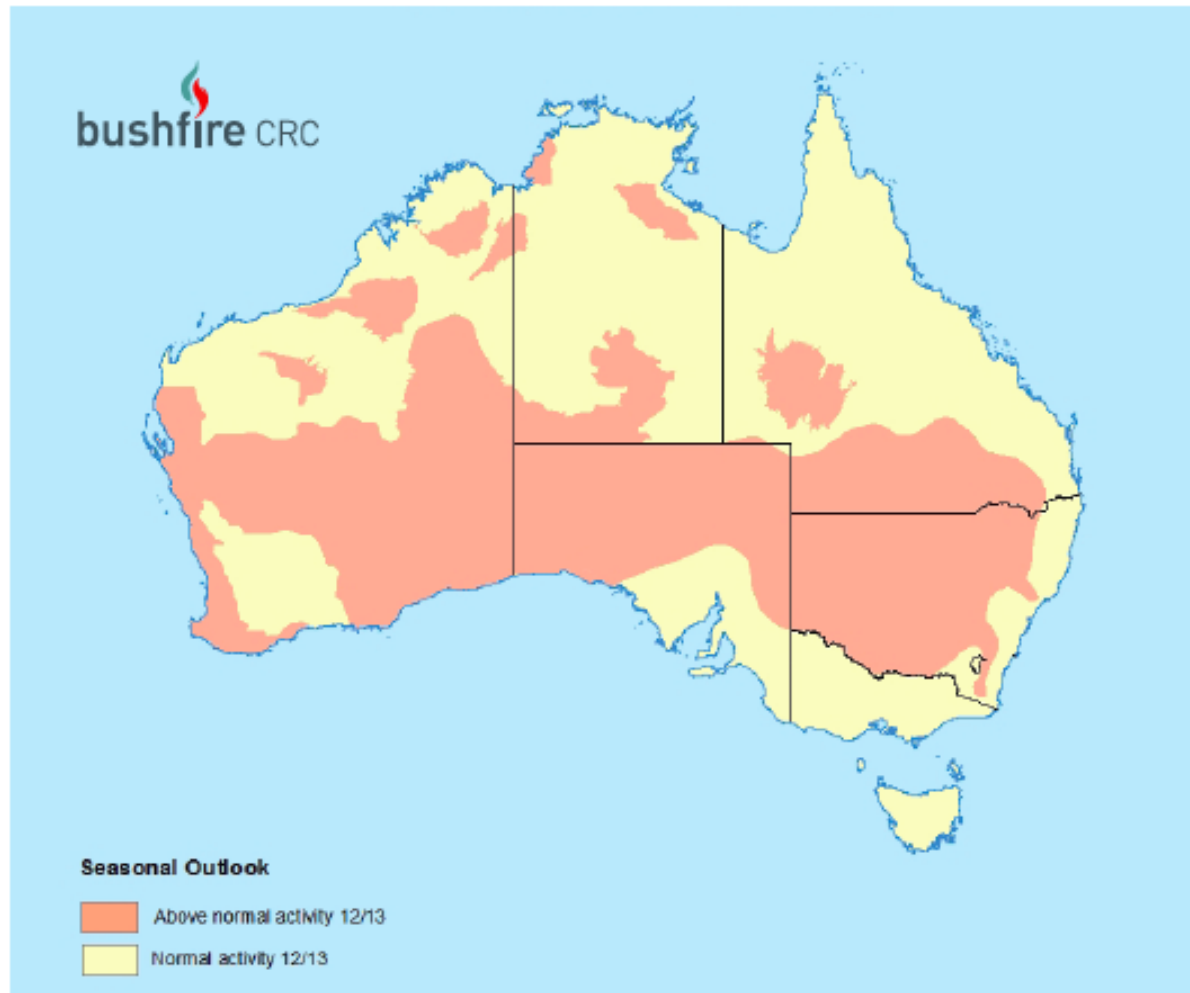 bushfire CRC
Seasonal Outlook
Above normal activity 12/13
Normal activity 12/13